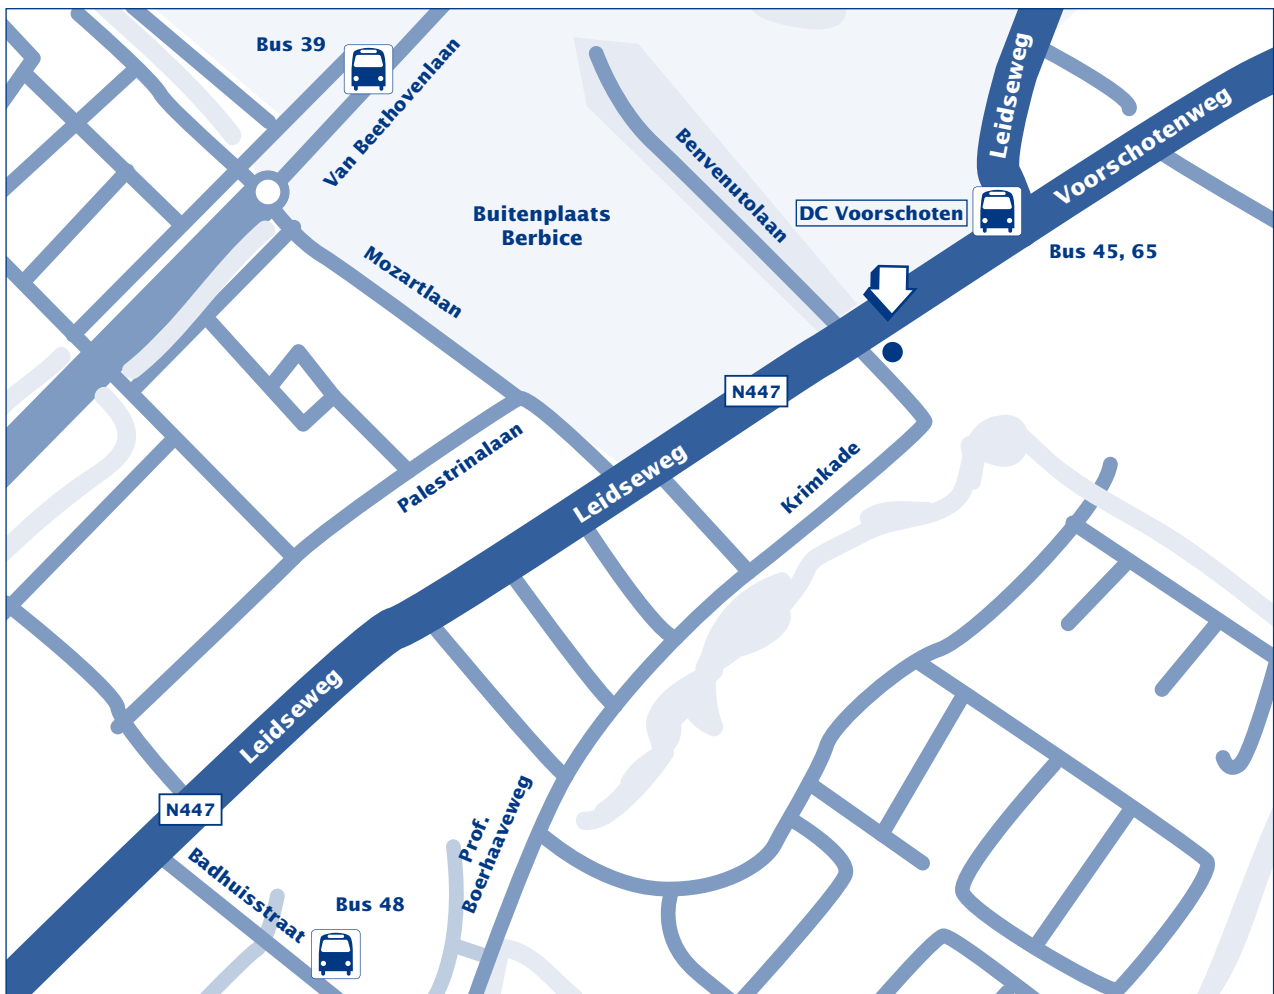 Bus 39
Leidseweg
Van Beethovenlaan
Voorschotenweg
Benvenutolaan
Buitenplaats
Berbice
DC Voorschoten
Bus 45, 65
Mozartlaan
N447
Palestrinalaan
Leidseweg
Krimkade
Leidseweg
N447
Prof.
Boerhaaveweg
Badhuisstraat
Bus 48